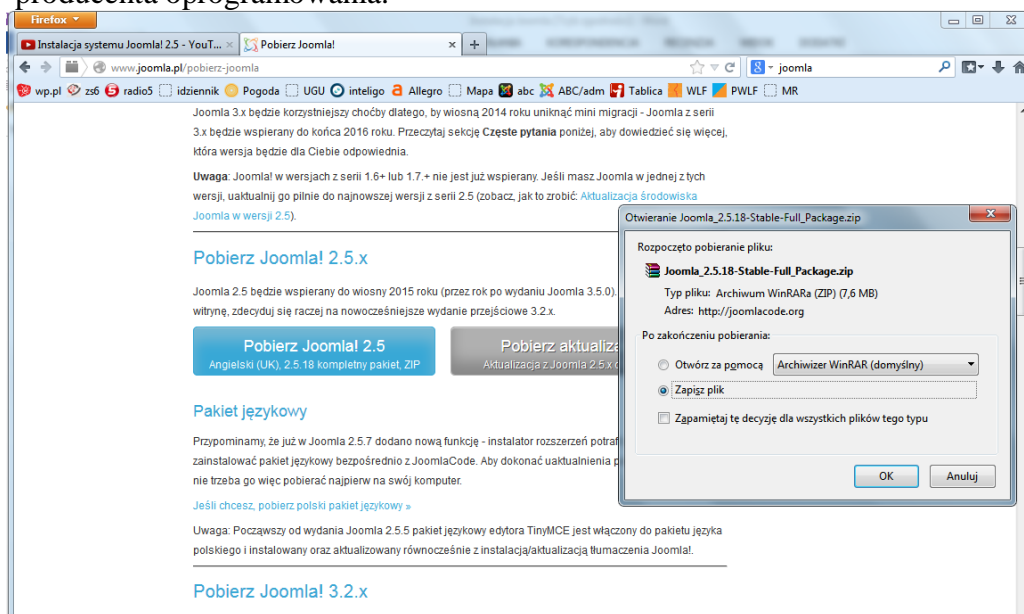 producenta oprogramowania.
Firefox
Instalacja systemu Joomla! 2.5 - YouT... × Pobierz Joomla! × +
www.joomla.pl/pobierz-joomla joomla
wp.pl zs6 radio5 idziennik Pogoda UGU inteligo Allegro Mapa abc ABC/adm Tablica WLF PWLF MR
Joomla 3.x będzie korzystniejszy choćby dlatego, by wiosną 2014 roku uniknąć mini migracji - Joomla z serii
3.x będzie wspierany do końca 2016 roku. Przeczytaj sekcję Częste pytania poniżej, aby dowiedzieć się więcej,
która wersja będzie dla Ciebie odpowiednia.
Uwaga: Joomla! w wersjach z serii 1.6+ lub 1.7.+ nie jest już wspierany. Jeśli masz Joomla w jednej z tych
wersji, uaktualnij go pilnie do najnowszej wersji z serii 2.5 (zobacz, jak to zrobić: Aktualizacja środowiska
Joomla w wersji 2.5).
Pobierz Joomla! 2.5.x
Joomla 2.5 będzie wspierany do wiosny 2015 roku (przez rok po wydaniu Joomla 3.5.0).
witrynę, zdecyduj się raczej na nowocześniejsze wydanie przejściowe 3.2.x.
Pobierz Joomla! 2.5
Angielski (UK), 2.5.18 kompletny pakiet, ZIP
Pobierz aktualiza
Aktualizacja z Joomla 2.5.x
Pakiet językowy
Przypominamy, że już w Joomla 2.5.7 dodano nową funkcję - instalator rozszerzeń potraf
zainstalować pakiet językowy bezpośrednio z JoomlaCode. Aby dokonać uaktualnienia p
nie trzeba go więc pobierać najpierw na swój komputer.
Jeśli chcesz, pobierz polski pakiet językowy »
Uwaga: Począwszy od wydania Joomla 2.5.5 pakiet językowy edytora TinyMCE jest włączony do pakietu języka
polskiego i instalowany oraz aktualizowany równocześnie z instalacją/aktualizacją tłumaczenia Joomla!.
Pobierz Joomla! 3.2.x
Otwieranie Joomla_2.5.18-Stable-Full_Package.zip
Rozpoczęto pobieranie pliku:
Joomla_2.5.18-Stable-Full_Package.zip
Typ pliku: Archiwum WinRARa (ZIP) (7,6 MB)
Adres: http://joomlacode.org
Po zakończeniu pobierania:
Otwórz za pomocą Archiwizer WinRAR (domyślny)
Zapisz plik
Zapamiętaj tę decyzję dla wszystkich plików tego typu
OK Anuluj